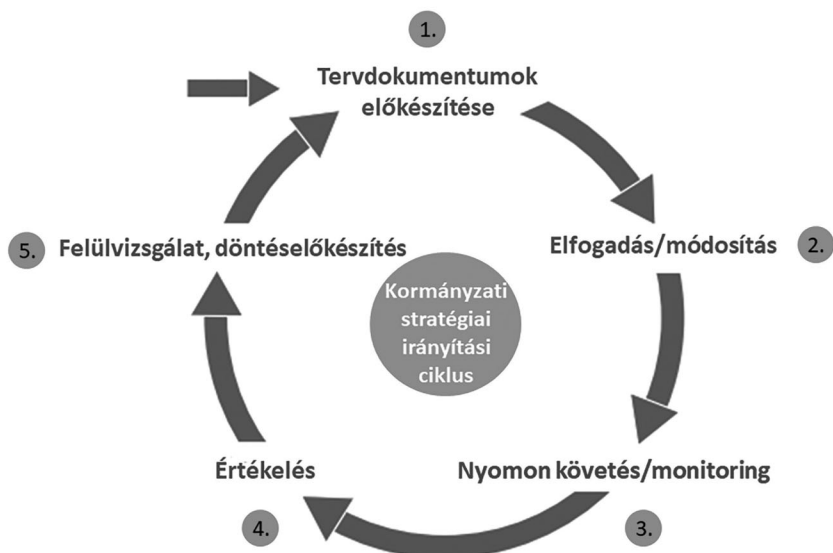 1.
Tervdokumentumok
előkészítése
Elfogadás/módosítás 2.
Nyomon követés/monitoring
3.
Értékelés
4.
5. Felülvizsgálat, döntéselőkészítés
Kormányzati
stratégiai
irányítási
ciklus